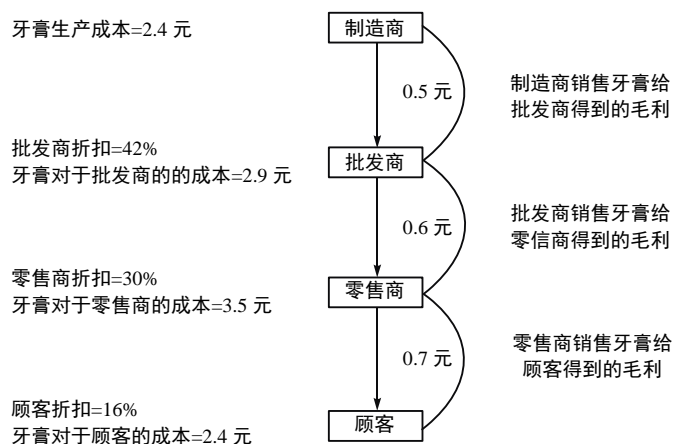 牙膏生产成本=2.4 元
制造商
0.5 元
制造商销售牙膏给
批发商得到的毛利
批发商折扣=42%
牙膏对于批发商的的成本=2.9 元
批发商
0.6 元
批发商销售牙膏给
零信商得到的毛利
零售商折扣=30%
牙膏对于零售商的成本=3.5 元
零售商
0.7 元
零售商销售牙膏给
顾客得到的毛利
顾客折扣=16%
牙膏对于顾客的成本=2.4 元
顾客